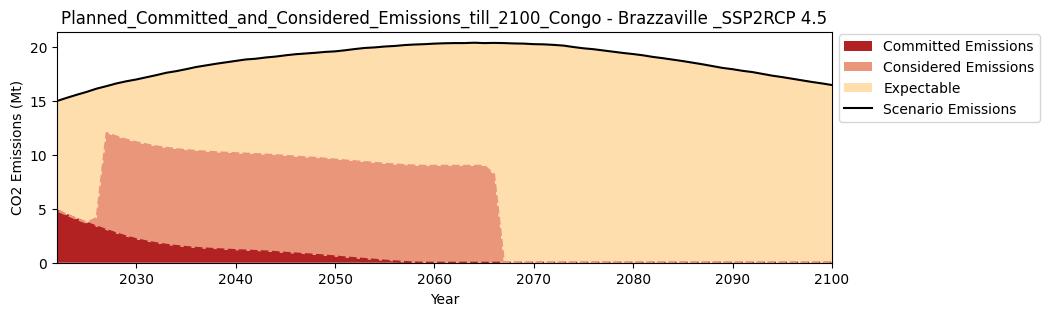 Planned_Committed_and_Considered_Emissions_till_2100_Congo - Brazzaville _SSP2RCP 4.5
CO2 Emissions (Mt)
20
15
10
5
0
2030 2040 2050 2060 2070 2080 2090 2100
Year
Committed Emissions
Considered Emissions
Expectable
Scenario Emissions